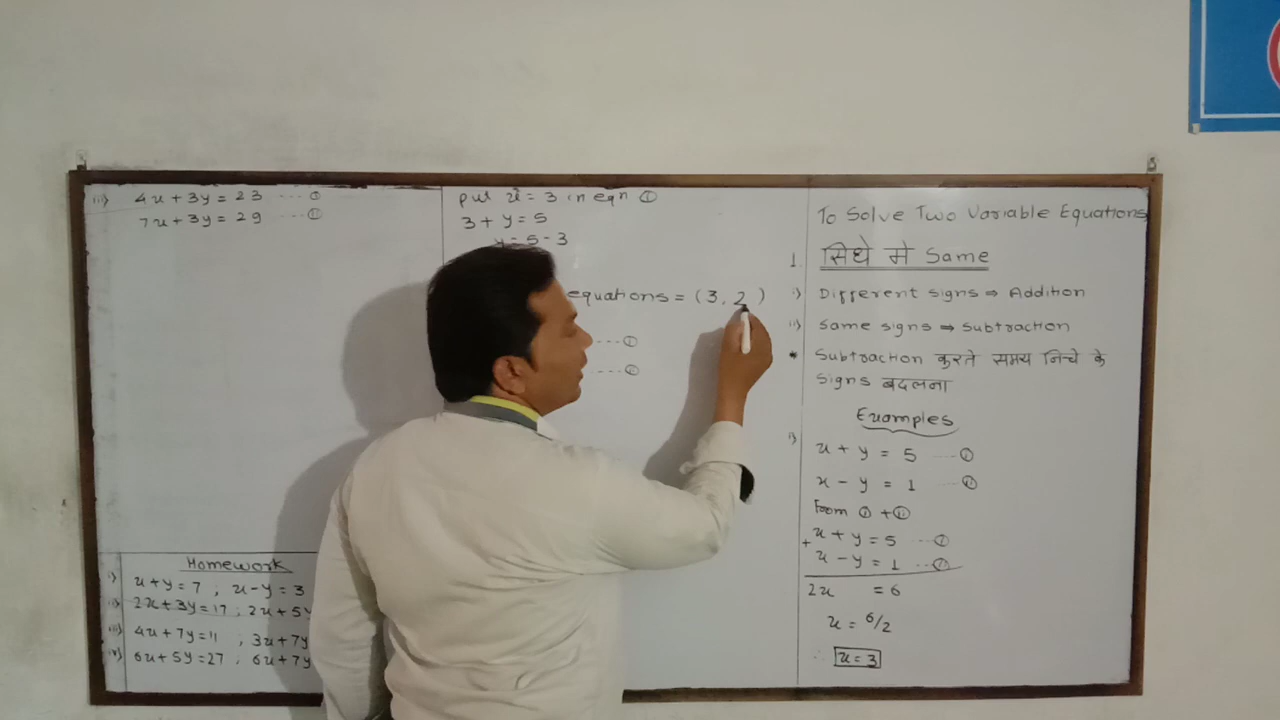 iii) 4x + 3y = 23 ---- ①
7x + 3y = 29 ---- ②
Homework
i) x + y = 7 ; x - y = 3
ii) 2x + 3y = 17 ; 2x + 5y
iii) 4x + 7y = 11 ; 3x + 7y
iv) 6x + 5y = 27 ; 6x + 7y
put x = 3 in eqn ①
3 + y = 5
y = 5 - 3
equations = (3, 2 )
---- ①
---- ②
To Solve Two Variable Equations
1. सिधे मे Same
i) Different signs ⇒ Addition
ii) Same signs ⇒ Subtraction
* Subtraction करते समय निचे के
Signs बदलना
Examples
i) x + y = 5 ---- ①
x - y = 1 ---- ②
From ① + ②
+ x + y = 5 ---- ①
x - y = 1 ---- ②
2x = 6
x = 6/2
∴ x = 3